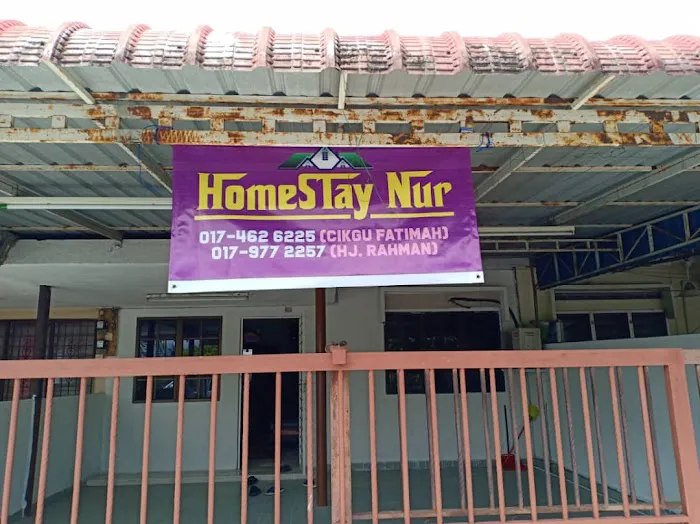 HomeSTay Nur
017-462 6225 (CIKGU FATIMAH)
017-977 2257 (HJ. RAHMAN)